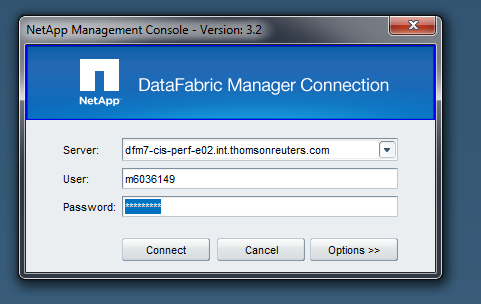 NetApp Management Console - Version: 3.2
NetApp
DataFabric Manager Connection
Server: dfm7-cis-perf-e02.int.thomsonreuters.com
User: m6036149
Password: *********
Connect Cancel Options >>